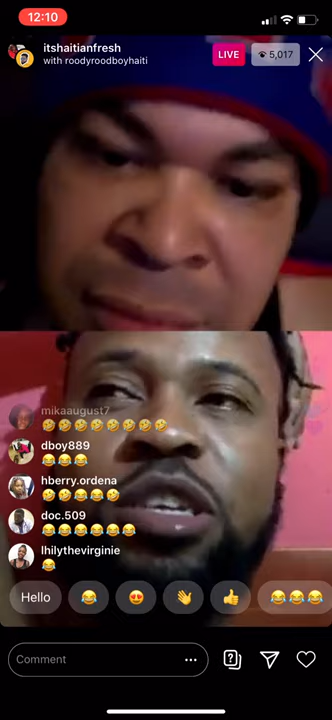 12:10
itshaitianfresh
with roodyroodboyhaiti
LIVE
5,017
mikaaugust7
🤣🤣🤣🤣🤣🤣🤣🤣
dboy889
😂😂😂
hberry.ordena
🤣🤣😂😂🤣
doc.509
😂😂😂😂😂😂
lhilythevirginie
😂
Hello
😂
😍
👋
👍
😂😂😂
Comment